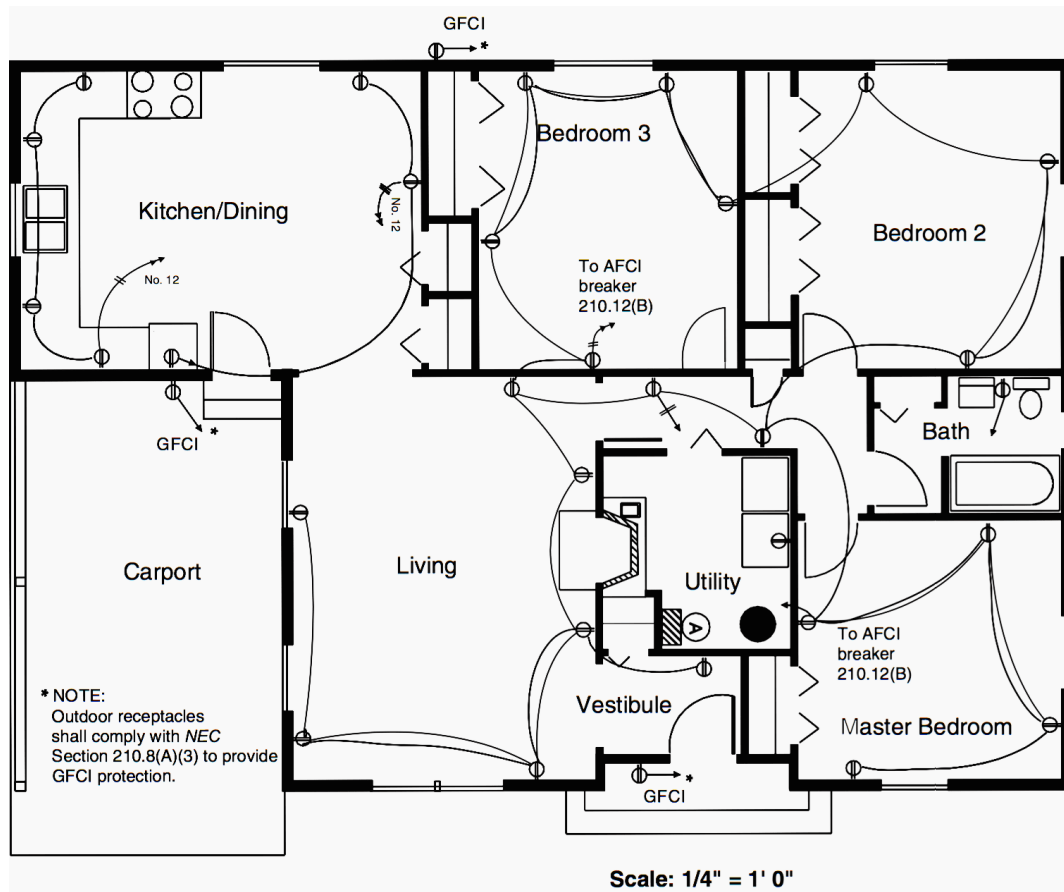 GFCI
*
Bedroom 3
Kitchen/Dining
No. 12
No. 12
Bedroom 2
To AFCI
breaker
210.12(B)
GFCI *
Bath
Carport
Living
Utility
A
To AFCI
breaker
210.12(B)
* NOTE:
Outdoor receptacles
shall comply with NEC
Section 210.8(A)(3) to provide
GFCI protection.
Vestibule
Master Bedroom
*
GFCI
Scale: 1/4" = 1' 0"